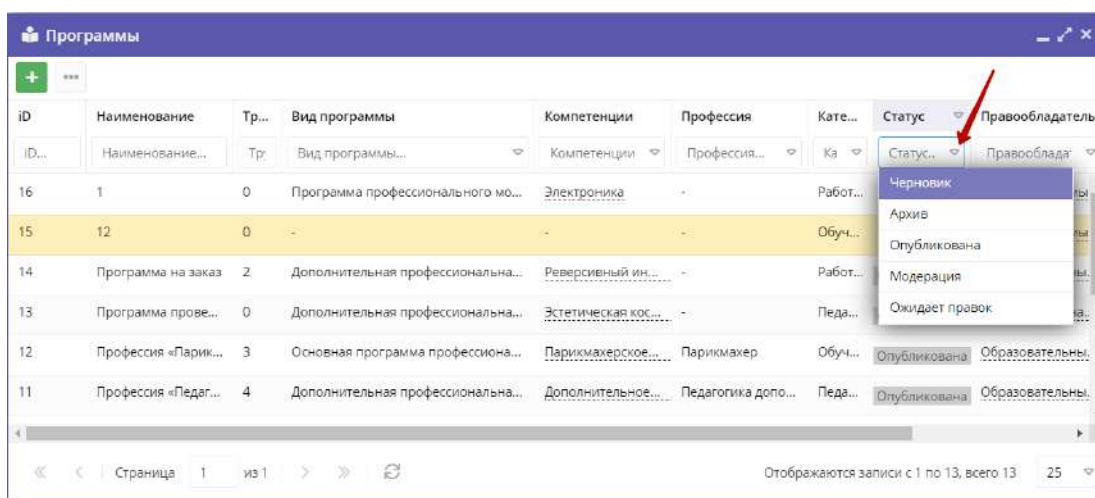 Программы
+ •••
iD Наименование Тр... Вид программы Компетенции Профессия Кате... Статус Правообладатель
iD... Наименование... Тр Вид программы... Компетенции Профессия... Ка Статус.. Правооблада
16 1 0 Программа профессионального мо... Электроника - Работ... Черновик
Архив
15 12 0 - - - Обуч...
Опубликована
14 Программа на заказ 2 Дополнительная профессиональна... Реверсивный ин... - Работ... Модерация
13 Программа прове... 0 Дополнительная профессиональна... Эстетическая кос... - Педа... Ожидает правок
12 Профессия «Парик... 3 Основная программа профессиона... Парикмахерское... Парикмахер Обуч... Опубликована Образовательны.
11 Профессия «Педаг... 4 Дополнительная профессиональна... Дополнительное... Педагогика допо... Педа... Опубликована Образовательны.
Страница 1 из 1 Отображаются записи с 1 по 13, всего 13 25